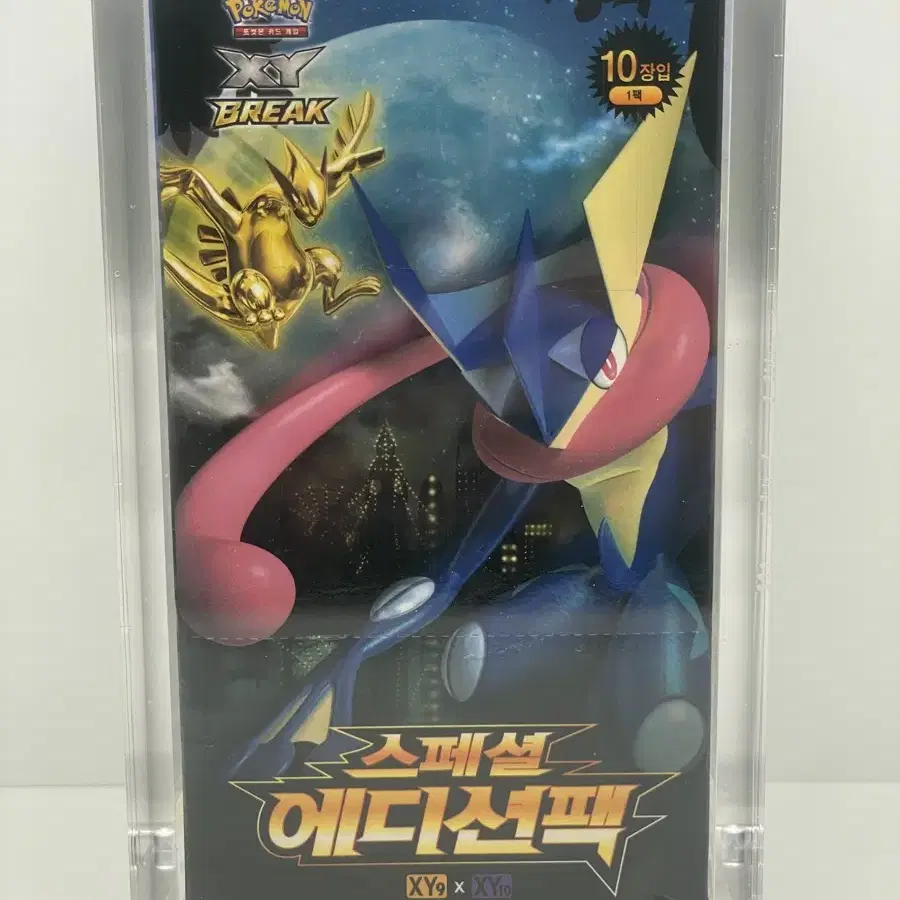 POKÉMON
포켓몬 카드 게임
XY
BREAK
10장입
1팩
스페셜
에디션팩
XY9 x XY10